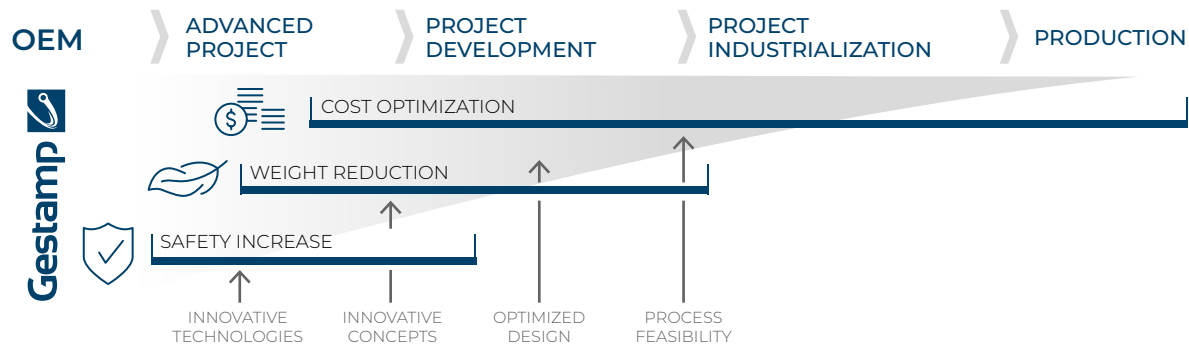 OEM
ADVANCED
PROJECT
PROJECT
DEVELOPMENT
PROJECT
INDUSTRIALIZATION
PRODUCTION
Gestamp
$
COST OPTIMIZATION
WEIGHT REDUCTION
SAFETY INCREASE
INNOVATIVE
TECHNOLOGIES
INNOVATIVE
CONCEPTS
OPTIMIZED
DESIGN
PROCESS
FEASIBILITY